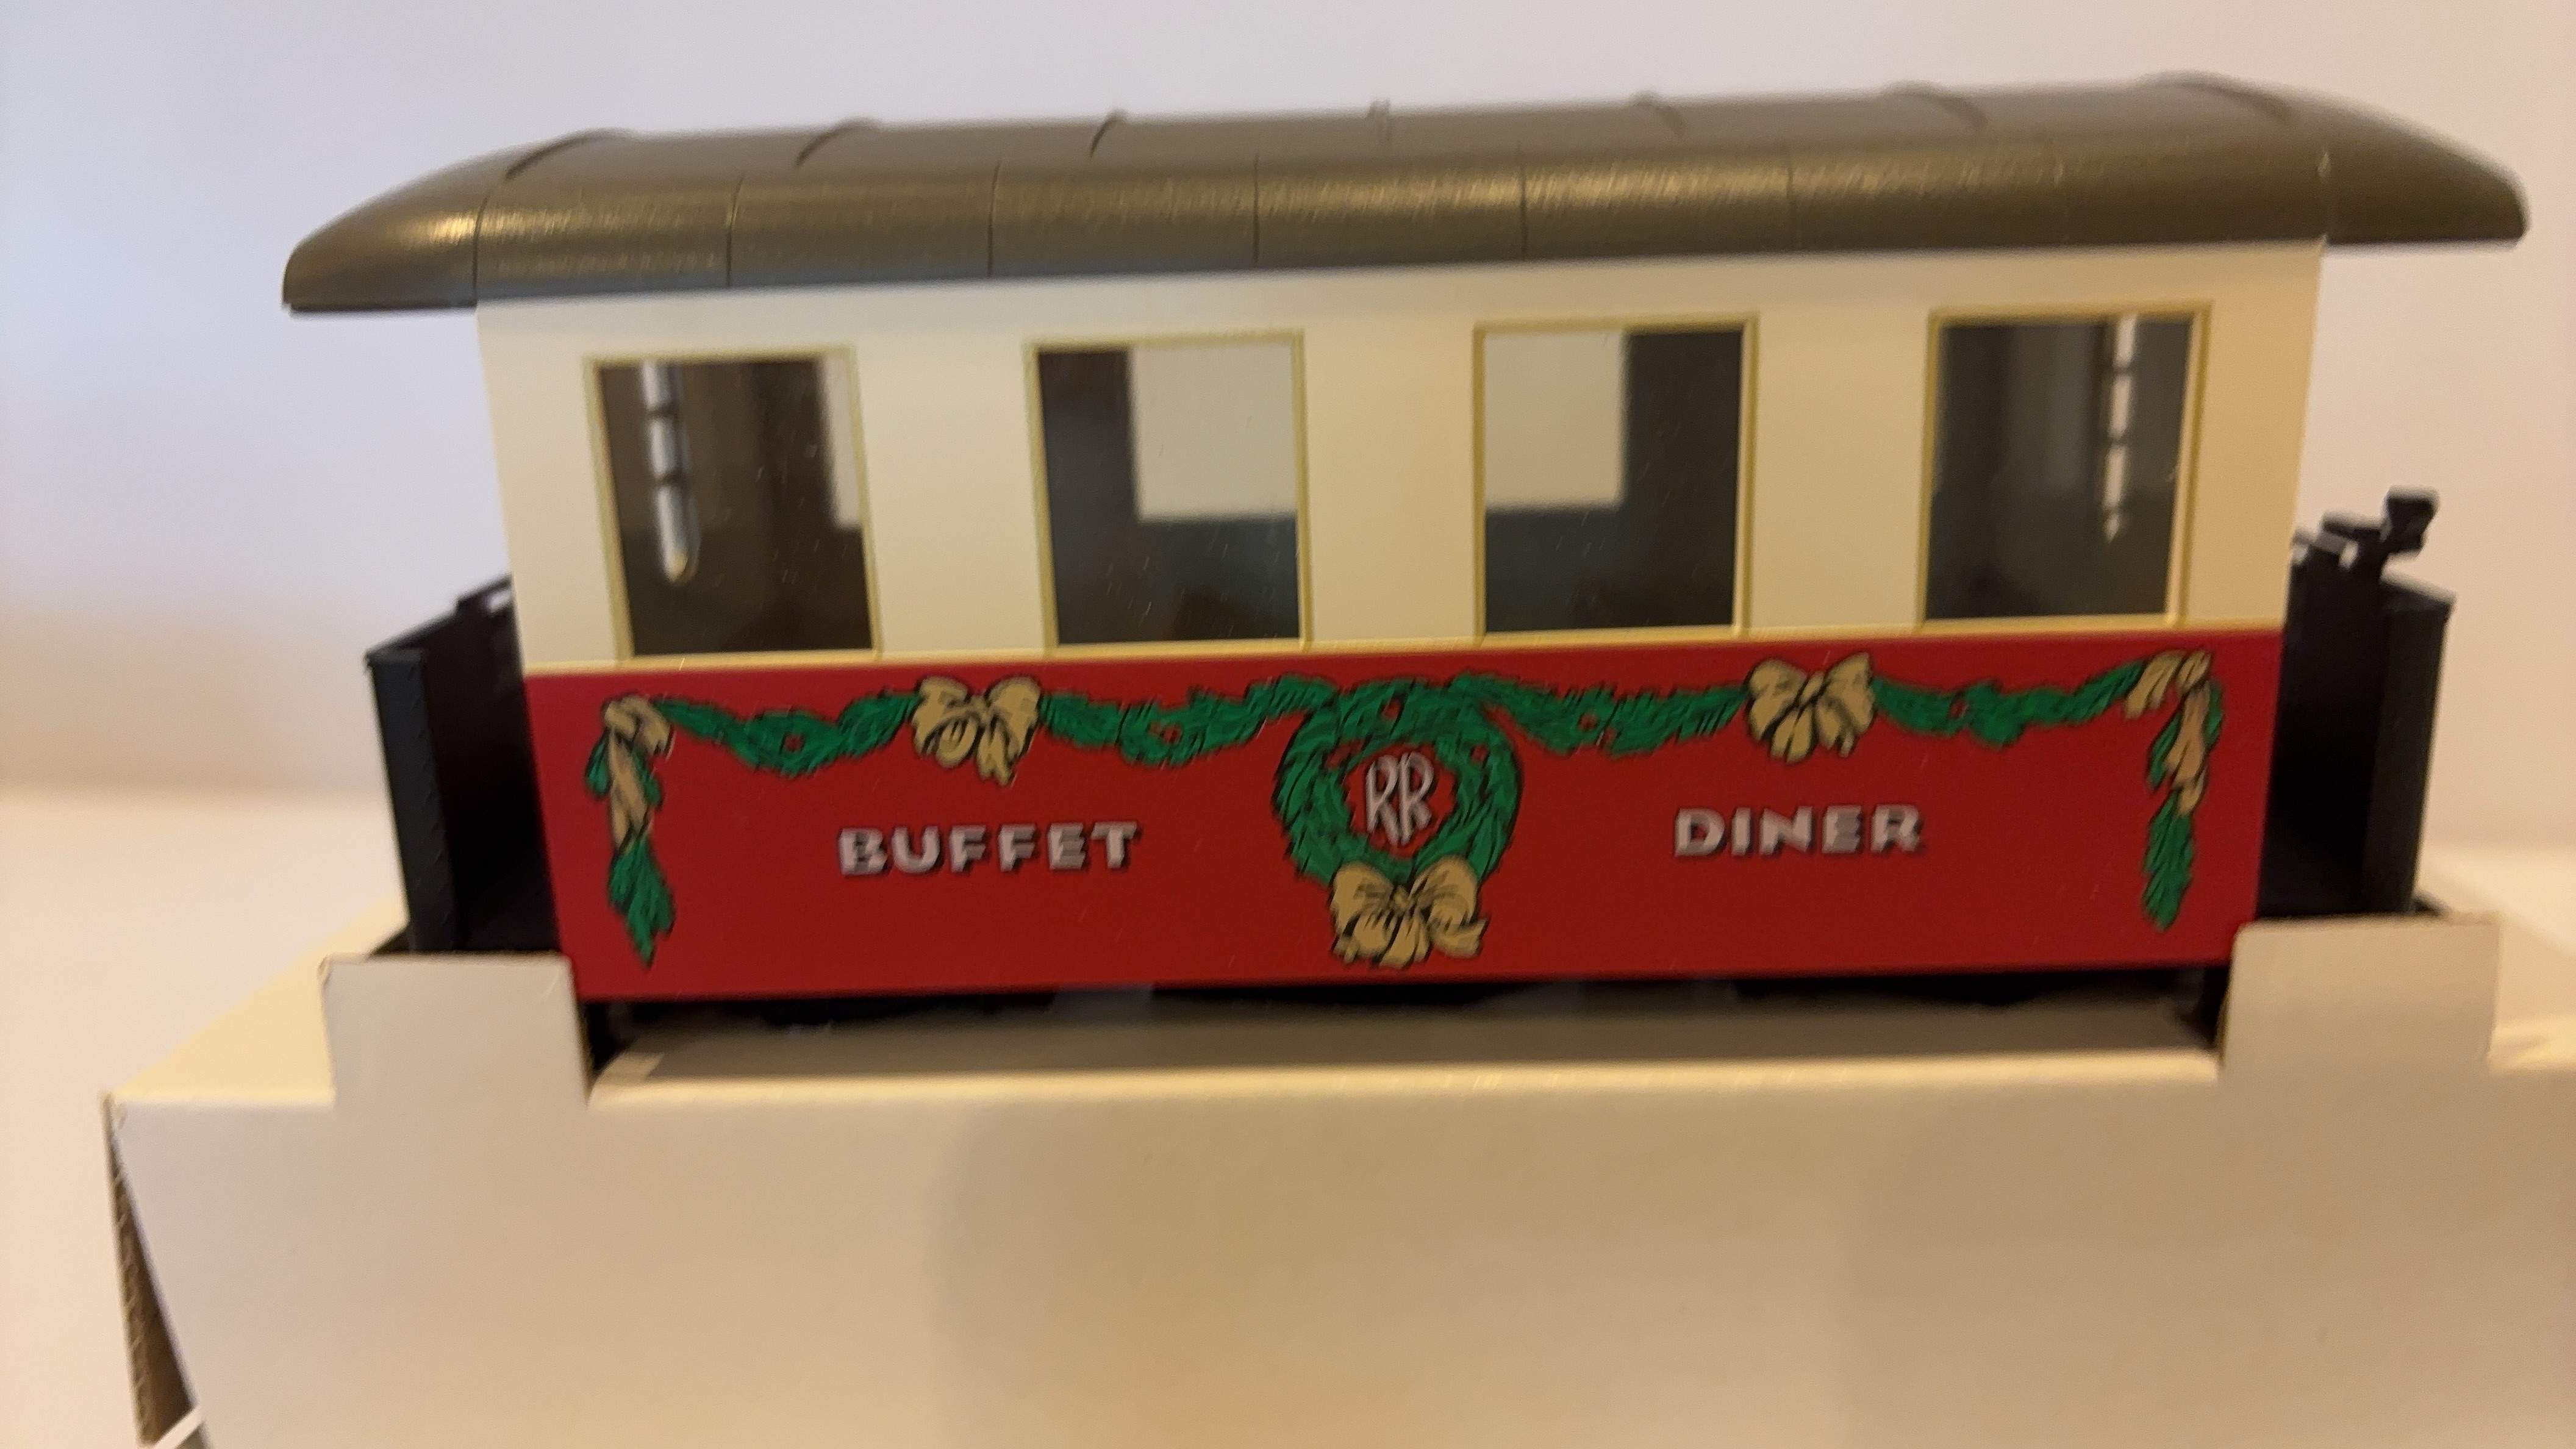 BUFFET RR DINER